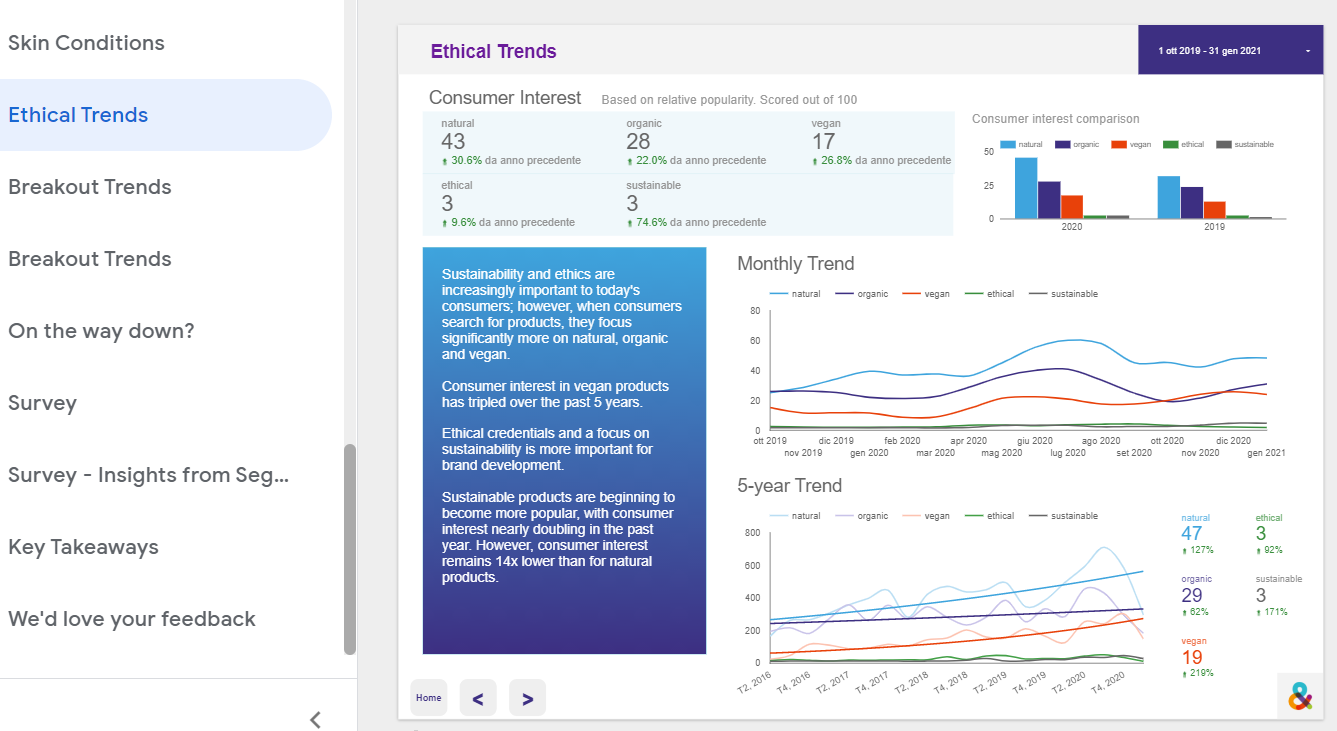 Skin Conditions
Ethical Trends
Breakout Trends
Breakout Trends
On the way down?
Survey
Survey - Insights from Seg...
Key Takeaways
We'd love your feedback
Ethical Trends
1 ott 2019 - 31 gen 2021
Consumer Interest
Based on relative popularity. Scored out of 100
natural
43
30.6% da anno precedente
organic
28
22.0% da anno precedente
vegan
17
26.8% da anno precedente
ethical
3
9.6% da anno precedente
sustainable
3
74.6% da anno precedente
Consumer interest comparison
natural organic vegan ethical sustainable
50
25
0
2020 2019
Sustainability and ethics are
increasingly important to today's
consumers; however, when consumers
search for products, they focus
significantly more on natural, organic
and vegan.
Consumer interest in vegan products
has tripled over the past 5 years.
Ethical credentials and a focus on
sustainability is more important for
brand development.
Sustainable products are beginning to
become more popular, with consumer
interest nearly doubling in the past
year. However, consumer interest
remains 14x lower than for natural
products.
Monthly Trend
natural organic vegan ethical sustainable
80
60
40
20
0
ott 2019 dic 2019 feb 2020 apr 2020 giu 2020 ago 2020 ott 2020 dic 2020
nov 2019 gen 2020 mar 2020 mag 2020 lug 2020 set 2020 nov 2020 gen 2021
5-year Trend
natural organic vegan ethical sustainable
800
600
400
200
0
T2, 2016 T4, 2016 T2, 2017 T4, 2017 T2, 2018 T4, 2018 T2, 2019 T4, 2019 T2, 2020 T4, 2020
natural
47
127%
ethical
3
92%
organic
29
62%
sustainable
3
171%
vegan
19
219%
Home < >
&